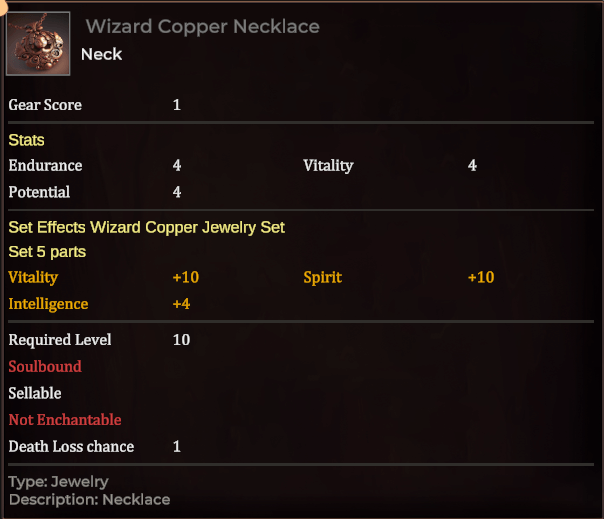 Wizard Copper Necklace
Neck
Gear Score 1
Stats
Endurance 4 Vitality 4
Potential 4
Set Effects Wizard Copper Jewelry Set
Set 5 parts
Vitality +10 Spirit +10
Intelligence +4
Required Level 10
Soulbound
Sellable
Not Enchantable
Death Loss chance 1
Type: Jewelry
Description: Necklace